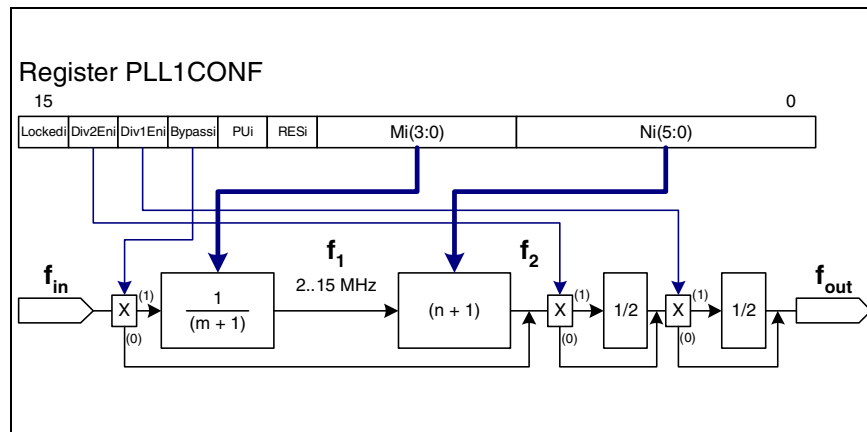 Register PLL1CONF
15 0
Lockedi Div2Eni Div1Eni Bypassi PUi RESi Mi(3:0) Ni(5:0)
f1 f2
fin 2..15 MHz fout
X (1) 1 / (m + 1) (n + 1) X (1) 1/2 X (1) 1/2
(0) (0) (0)